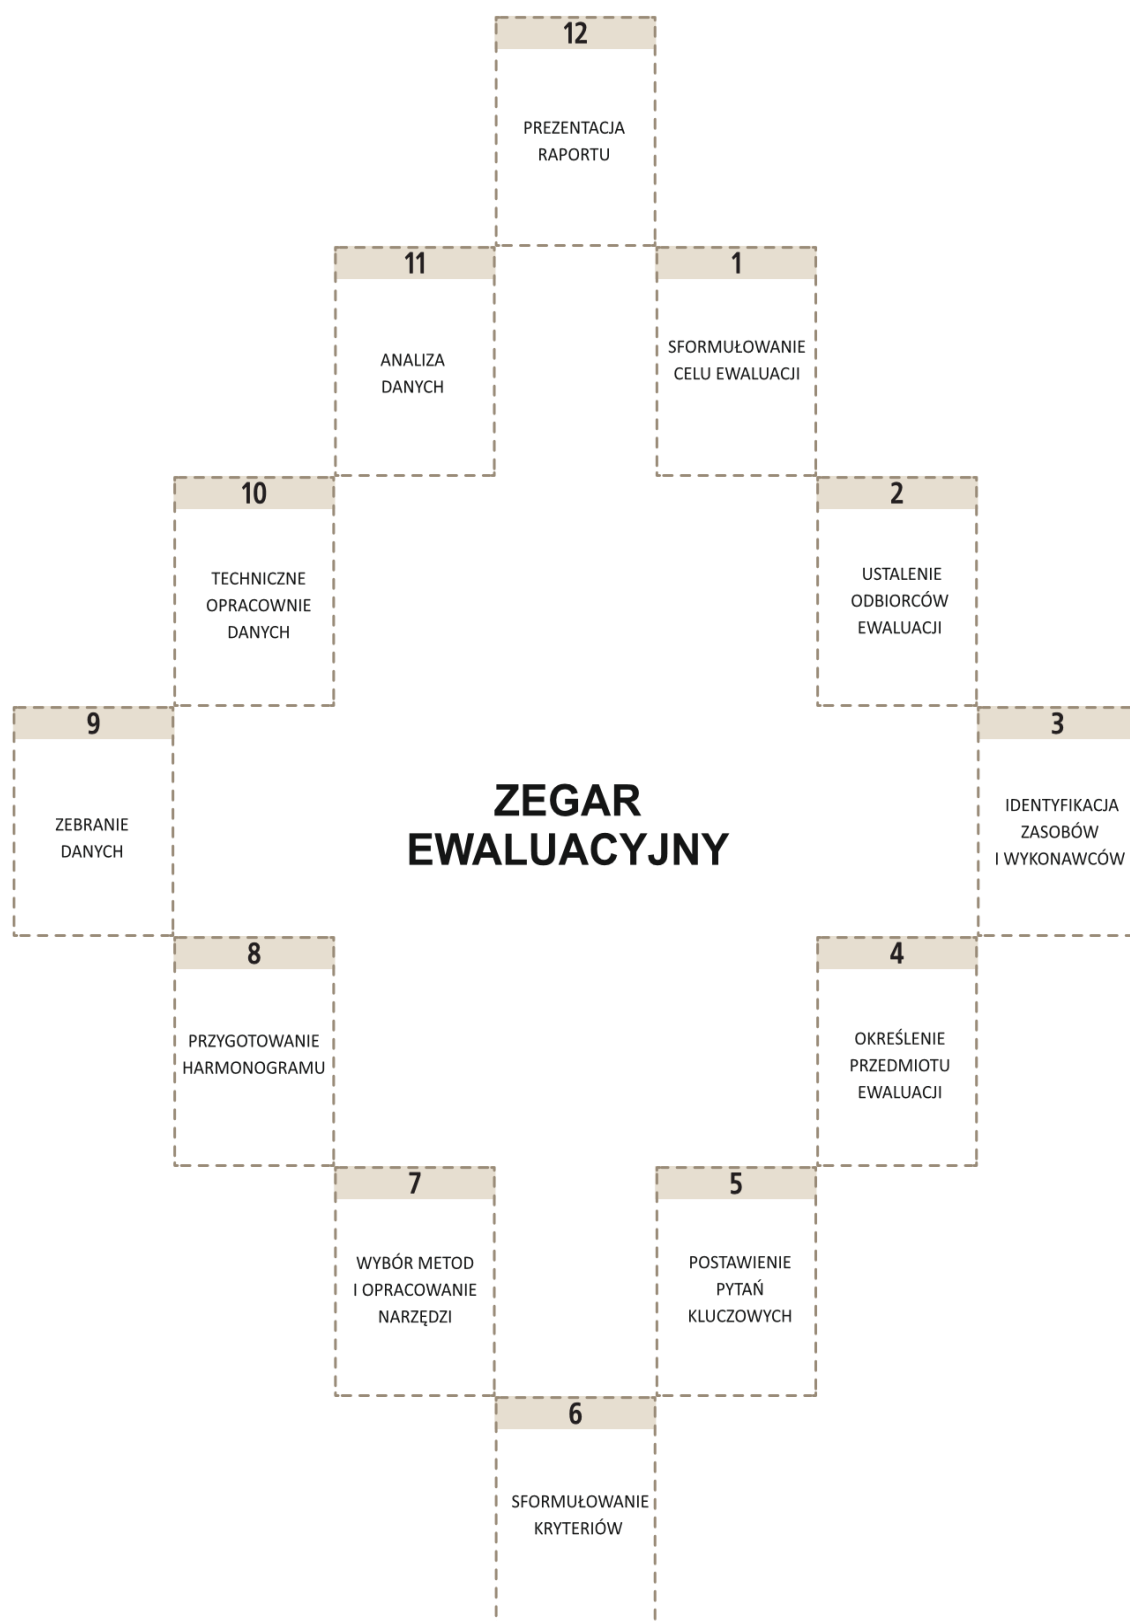 12
PREZENTACJA
RAPORTU
11
ANALIZA
DANYCH
1
SFORMUŁOWANIE
CELU EWALUACJI
10
TECHNICZNE
OPRACOWNIE
DANYCH
2
USTALENIE
ODBIORCÓW
EWALUACJI
9
ZEBRANIE
DANYCH
ZEGAR
EWALUACYJNY
3
IDENTYFIKACJA
ZASOBÓW
I WYKONAWCÓW
8
PRZYGOTOWANIE
HARMONOGRAMU
4
OKREŚLENIE
PRZEDMIOTU
EWALUACJI
7
WYBÓR METOD
I OPRACOWANIE
NARZĘDZI
5
POSTAWIENIE
PYTAŃ
KLUCZOWYCH
6
SFORMUŁOWANIE
KRYTERIÓW